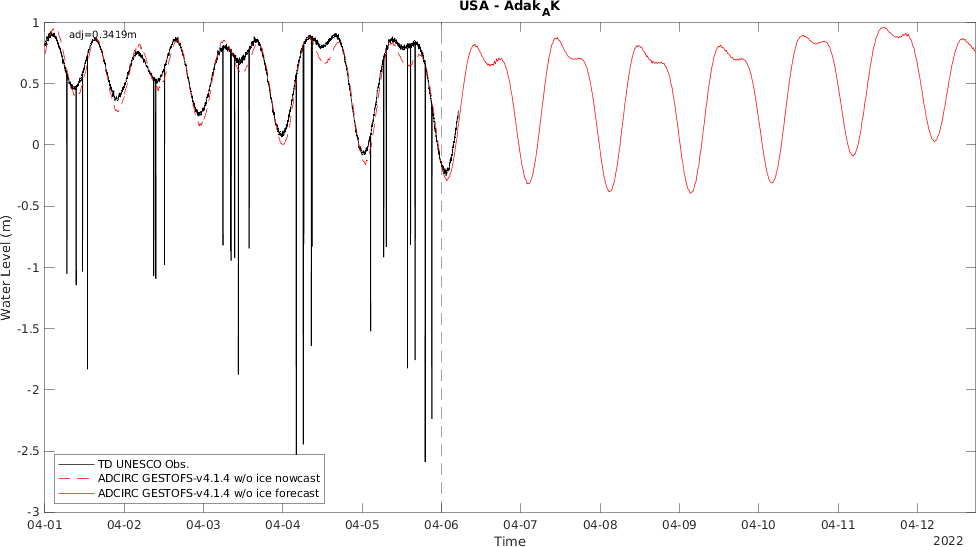 USA - AdakAK
adj=0.3419m
1
0.5
0
-0.5
-1
-1.5
-2
-2.5
-3
Water Level (m)
TD UNESCO Obs.
ADCIRC GESTOFS-v4.1.4 w/o ice nowcast
ADCIRC GESTOFS-v4.1.4 w/o ice forecast
04-01 04-02 04-03 04-04 04-05 04-06 04-07 04-08 04-09 04-10 04-11 04-12
Time
2022